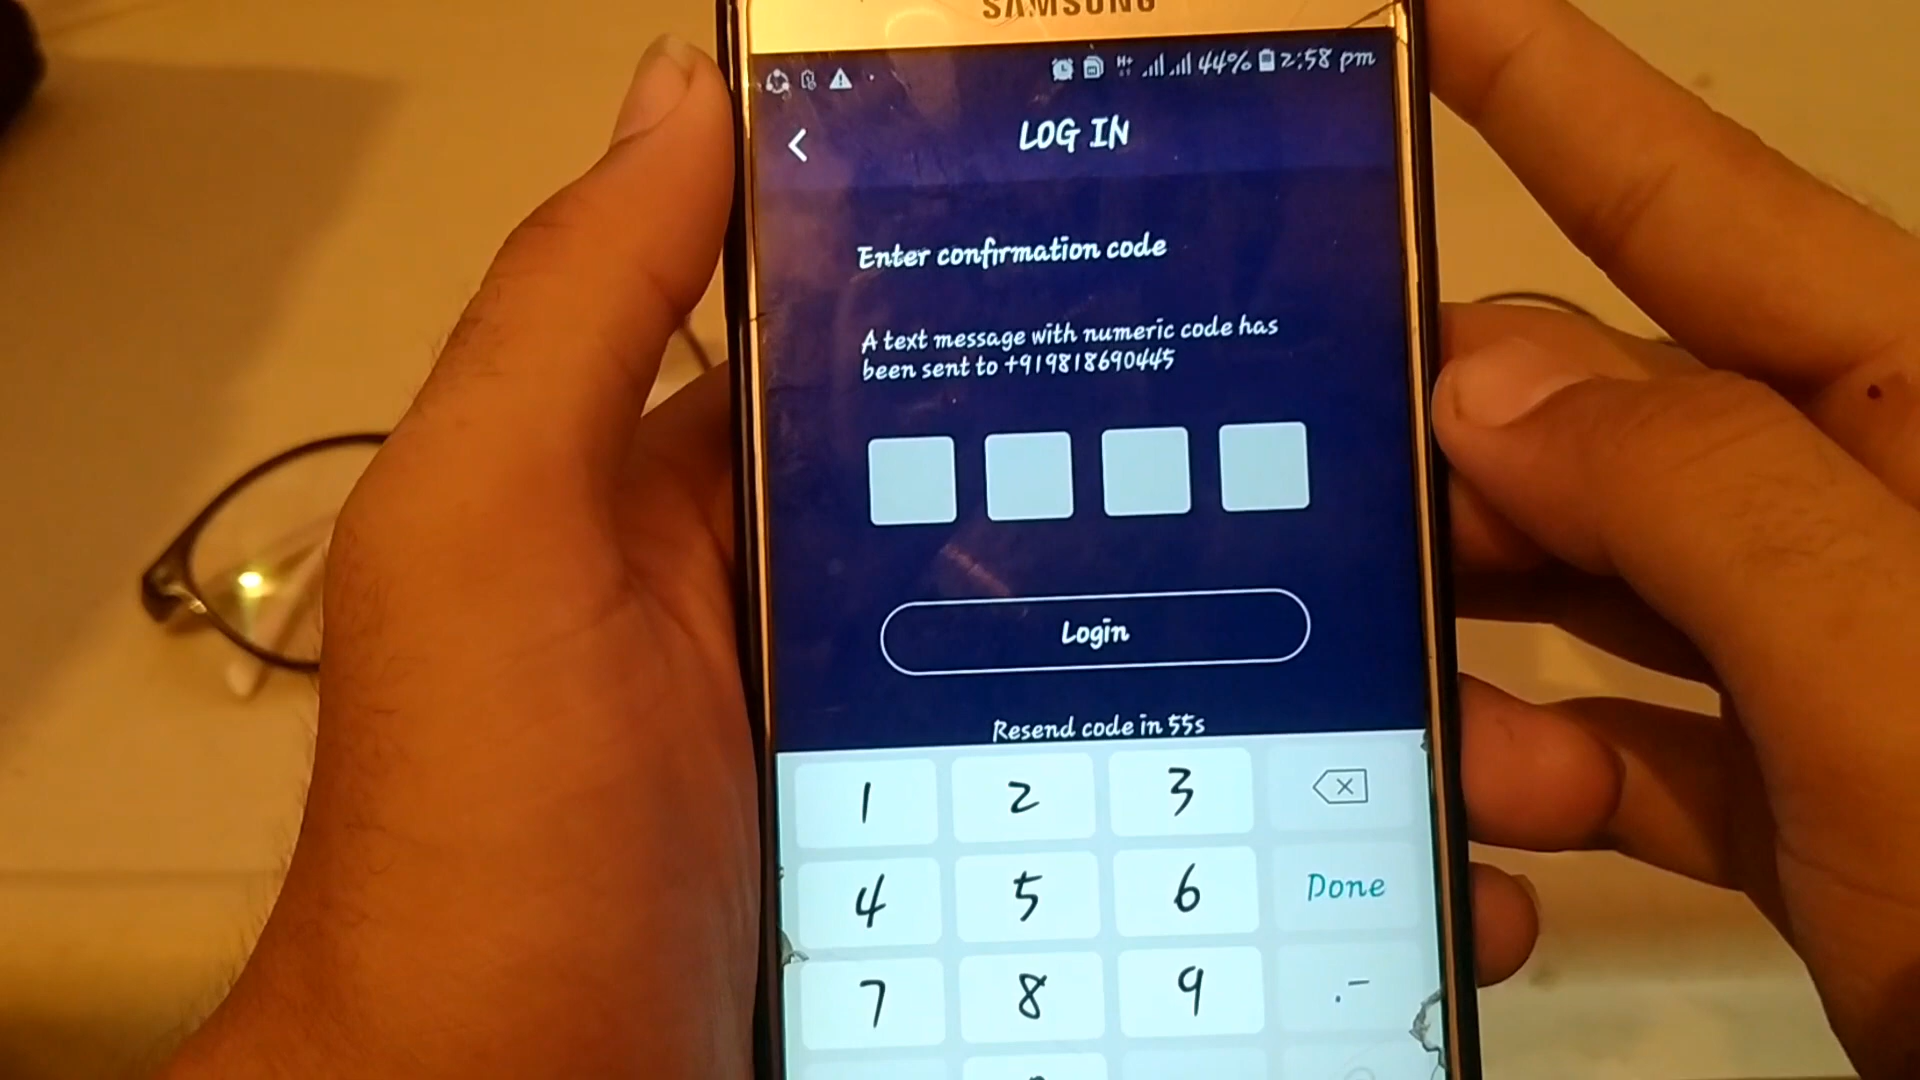 SAMSUNG
H+ 44% 2:58 pm
LOG IN
Enter confirmation code
A text message with numeric code has
been sent to +919818690445
Login
Resend code in 55s
1 2 3
4 5 6 Done
7 8 9 .-